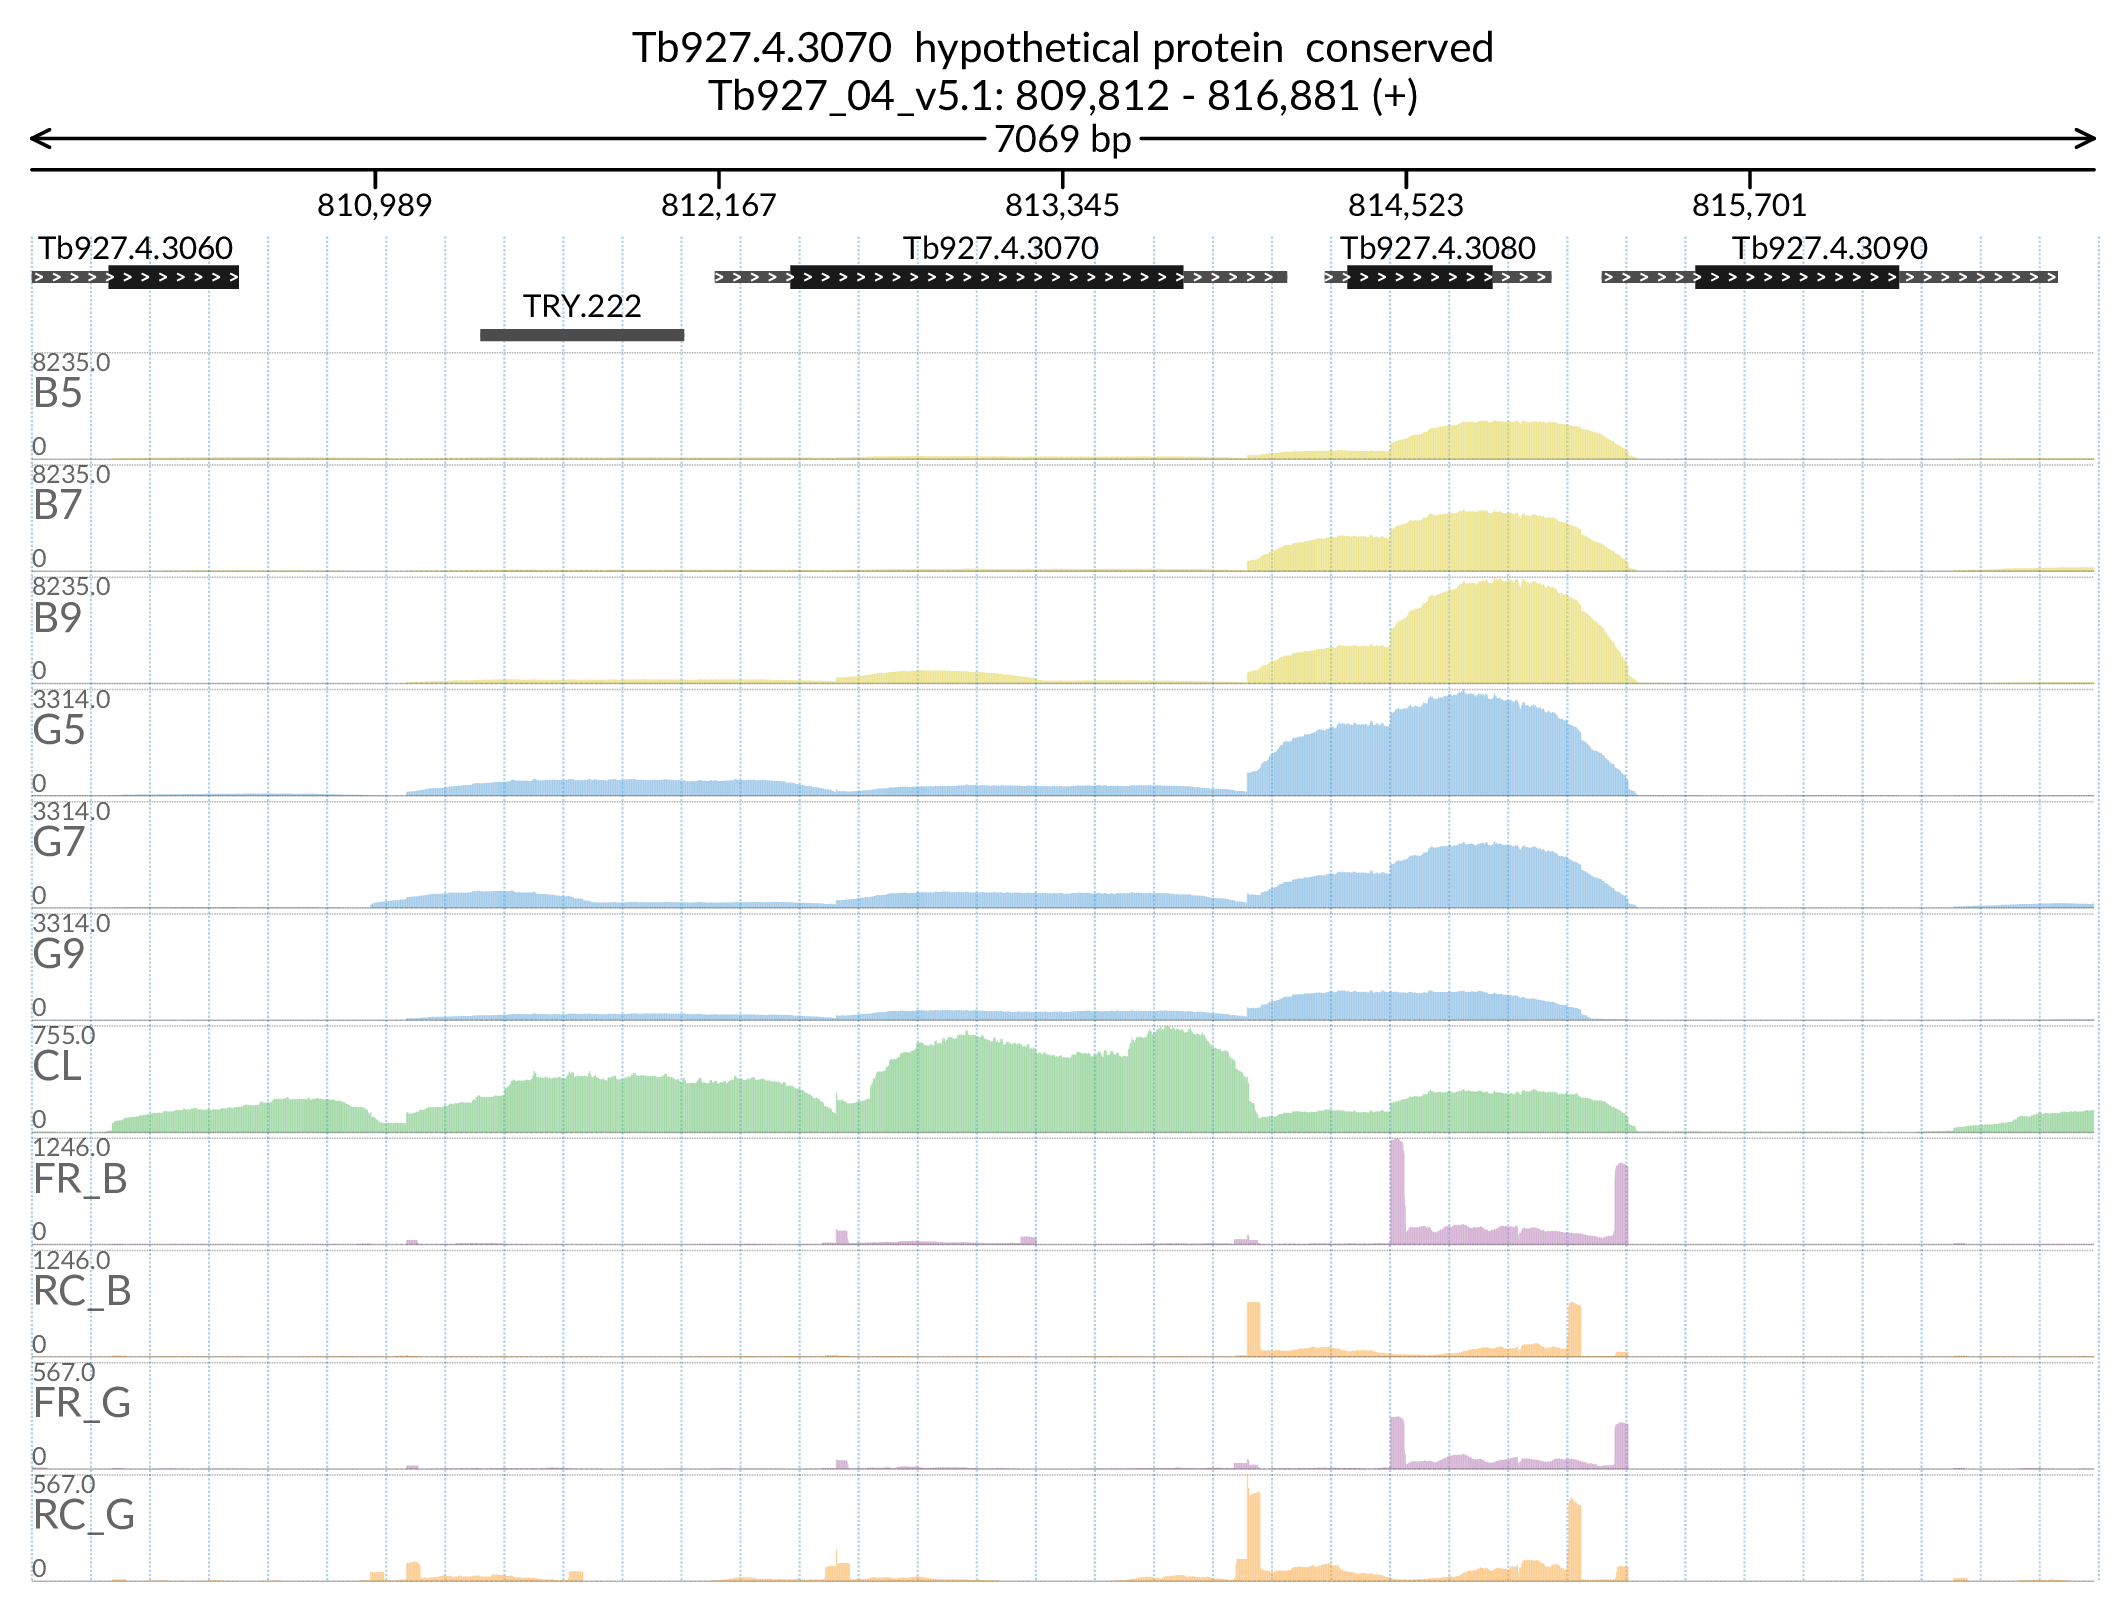 Tb927.4.3070  hypothetical protein  conserved
Tb927_04_v5.1: 809,812 - 816,881 (+)
7069 bp
810,989 812,167 813,345 814,523 815,701
Tb927.4.3060 Tb927.4.3070 Tb927.4.3080 Tb927.4.3090
TRY.222
8235.0
B5
0
8235.0
B7
0
8235.0
B9
0
3314.0
G5
0
3314.0
G7
0
3314.0
G9
0
755.0
CL
0
1246.0
FR_B
0
1246.0
RC_B
0
567.0
FR_G
0
567.0
RC_G
0